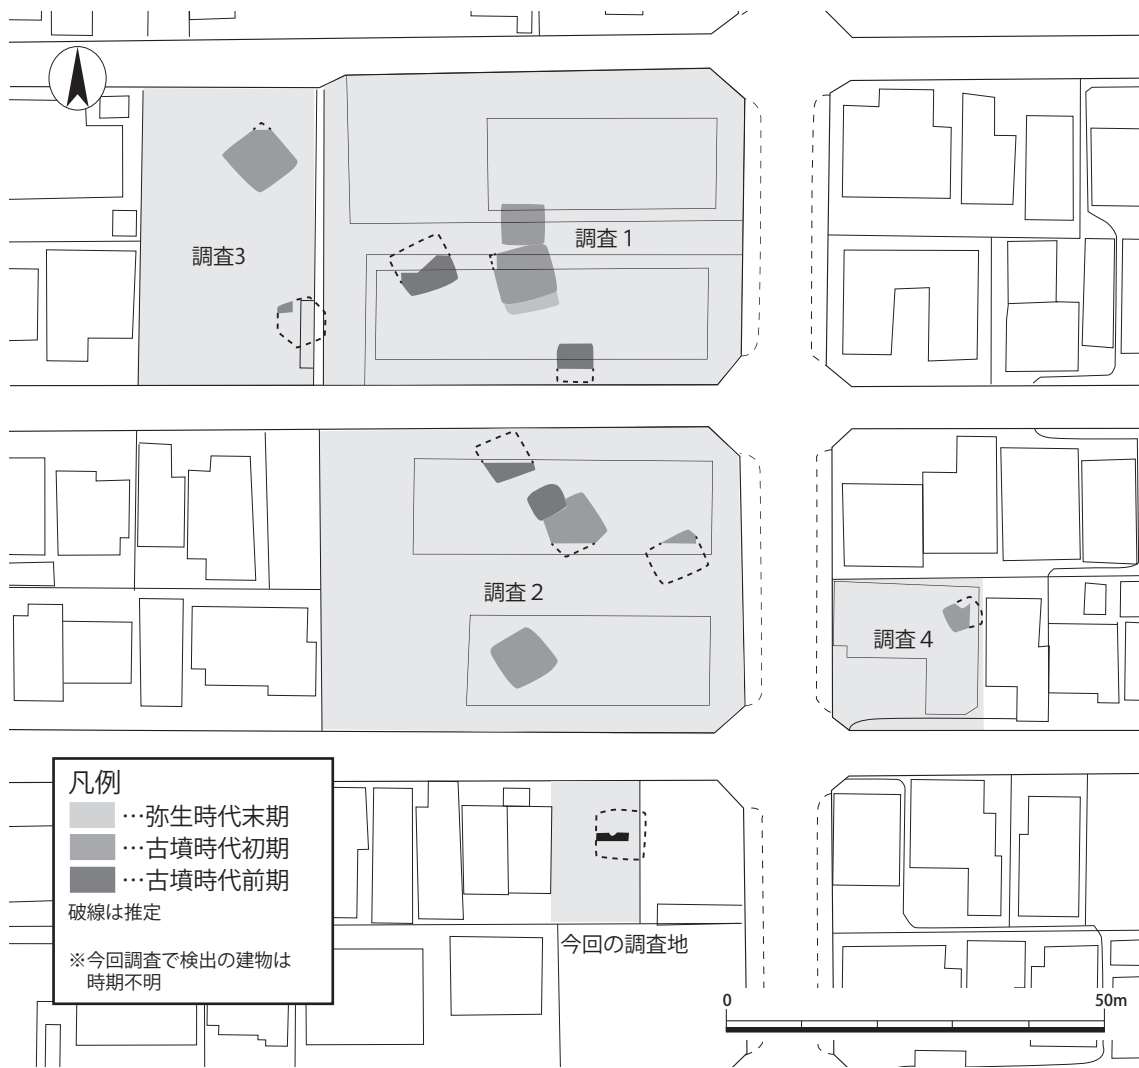 調査1
調査3
調査2
調査4
凡例
…弥生時代末期
…古墳時代初期
…古墳時代前期
破線は推定
※今回調査で検出の建物は
時期不明
今回の調査地
0 50m